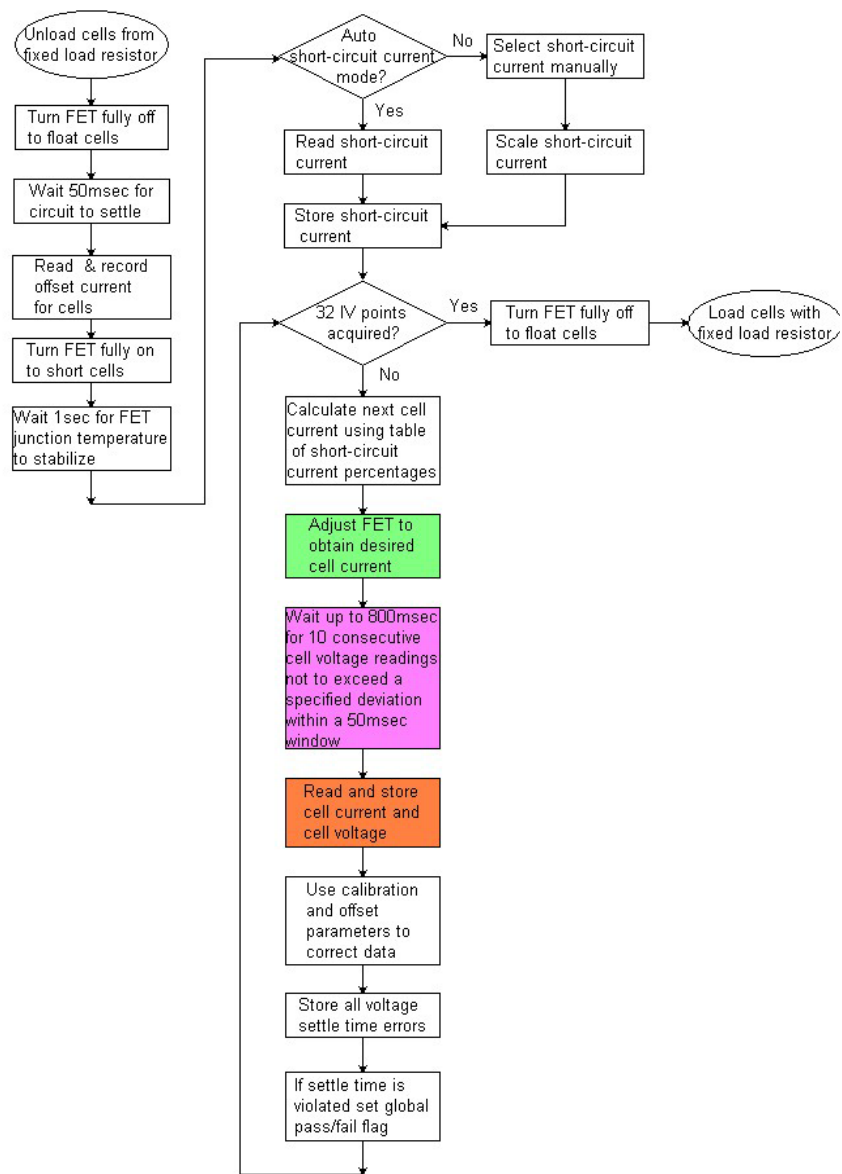 Unload cells from
fixed load resistor
Turn FET fully off
to float cells
Wait 50msec for
circuit to settle
Read & record
offset current
for cells
Turn FET fully on
to short cells
Wait 1sec for FET
junction temperature
to stabilize
Auto
short-circuit current
mode?
No
Select short-circuit
current manually
Yes
Read short-circuit
current
Scale short-circuit
current
Store short-circuit
current
32 IV points
acquired?
Yes
Turn FET fully off
to float cells
Load cells with
fixed load resistor
No
Calculate next cell
current using table
of short-circuit
current percentages
Adjust FET to
obtain desired
cell current
Wait up to 800msec
for 10 consecutive
cell voltage readings
not to exceed a
specified deviation
within a 50msec
window
Read and store
cell current and
cell voltage
Use calibration
and offset
parameters to
correct data
Store all voltage
settle time errors
If settle time is
violated set global
pass/fail flag